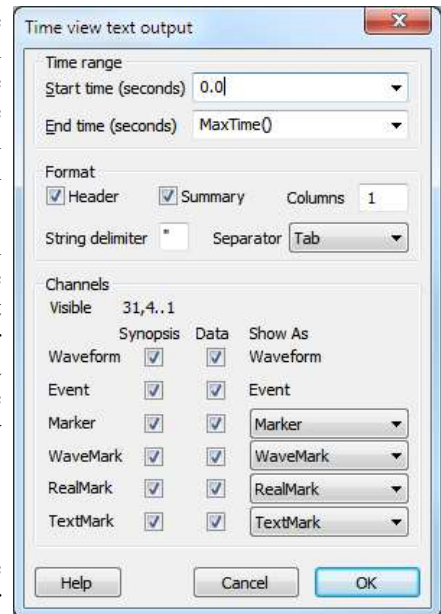 Time view text output
Time range
Start time (seconds) 0.0
End time (seconds) MaxTime()
Format
Header Summary Columns 1
String delimiter " Separator Tab
Channels
Visible 31,4..1
Synopsis Data Show As
Waveform Waveform
Event Event
Marker Marker
WaveMark WaveMark
RealMark RealMark
TextMark TextMark
Help Cancel OK